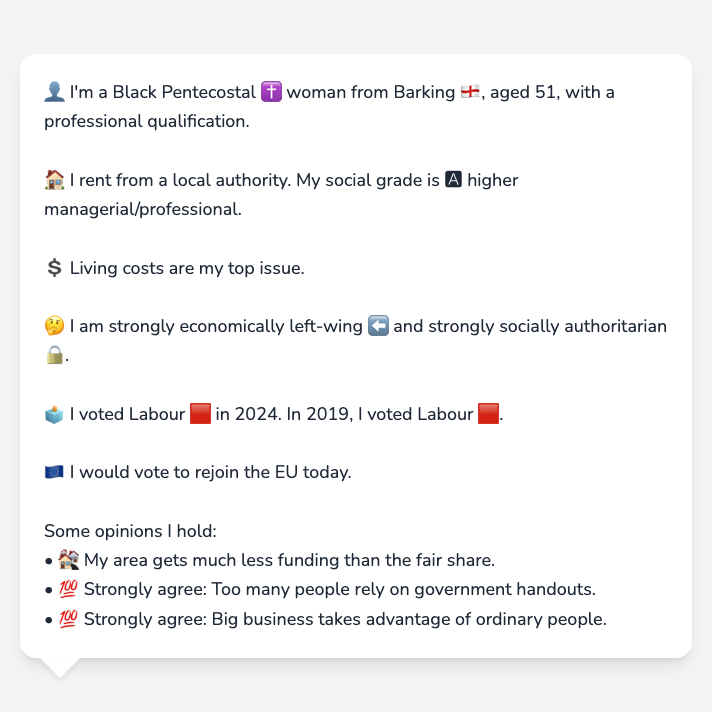 👤 I'm a Black Pentecostal ✝️ woman from Barking 🏴󠁧󠁢󠁥󠁮󠁧󠁿, aged 51, with a
professional qualification.
🏠 I rent from a local authority. My social grade is 🅰 higher
managerial/professional.
💲 Living costs are my top issue.
🤔 I am strongly economically left-wing ⬅️ and strongly socially authoritarian
🔒.
🗳️ I voted Labour 🟥 in 2024. In 2019, I voted Labour 🟥.
🇪🇺 I would vote to rejoin the EU today.
Some opinions I hold:
• 🏚️ My area gets much less funding than the fair share.
• 💯 Strongly agree: Too many people rely on government handouts.
• 💯 Strongly agree: Big business takes advantage of ordinary people.